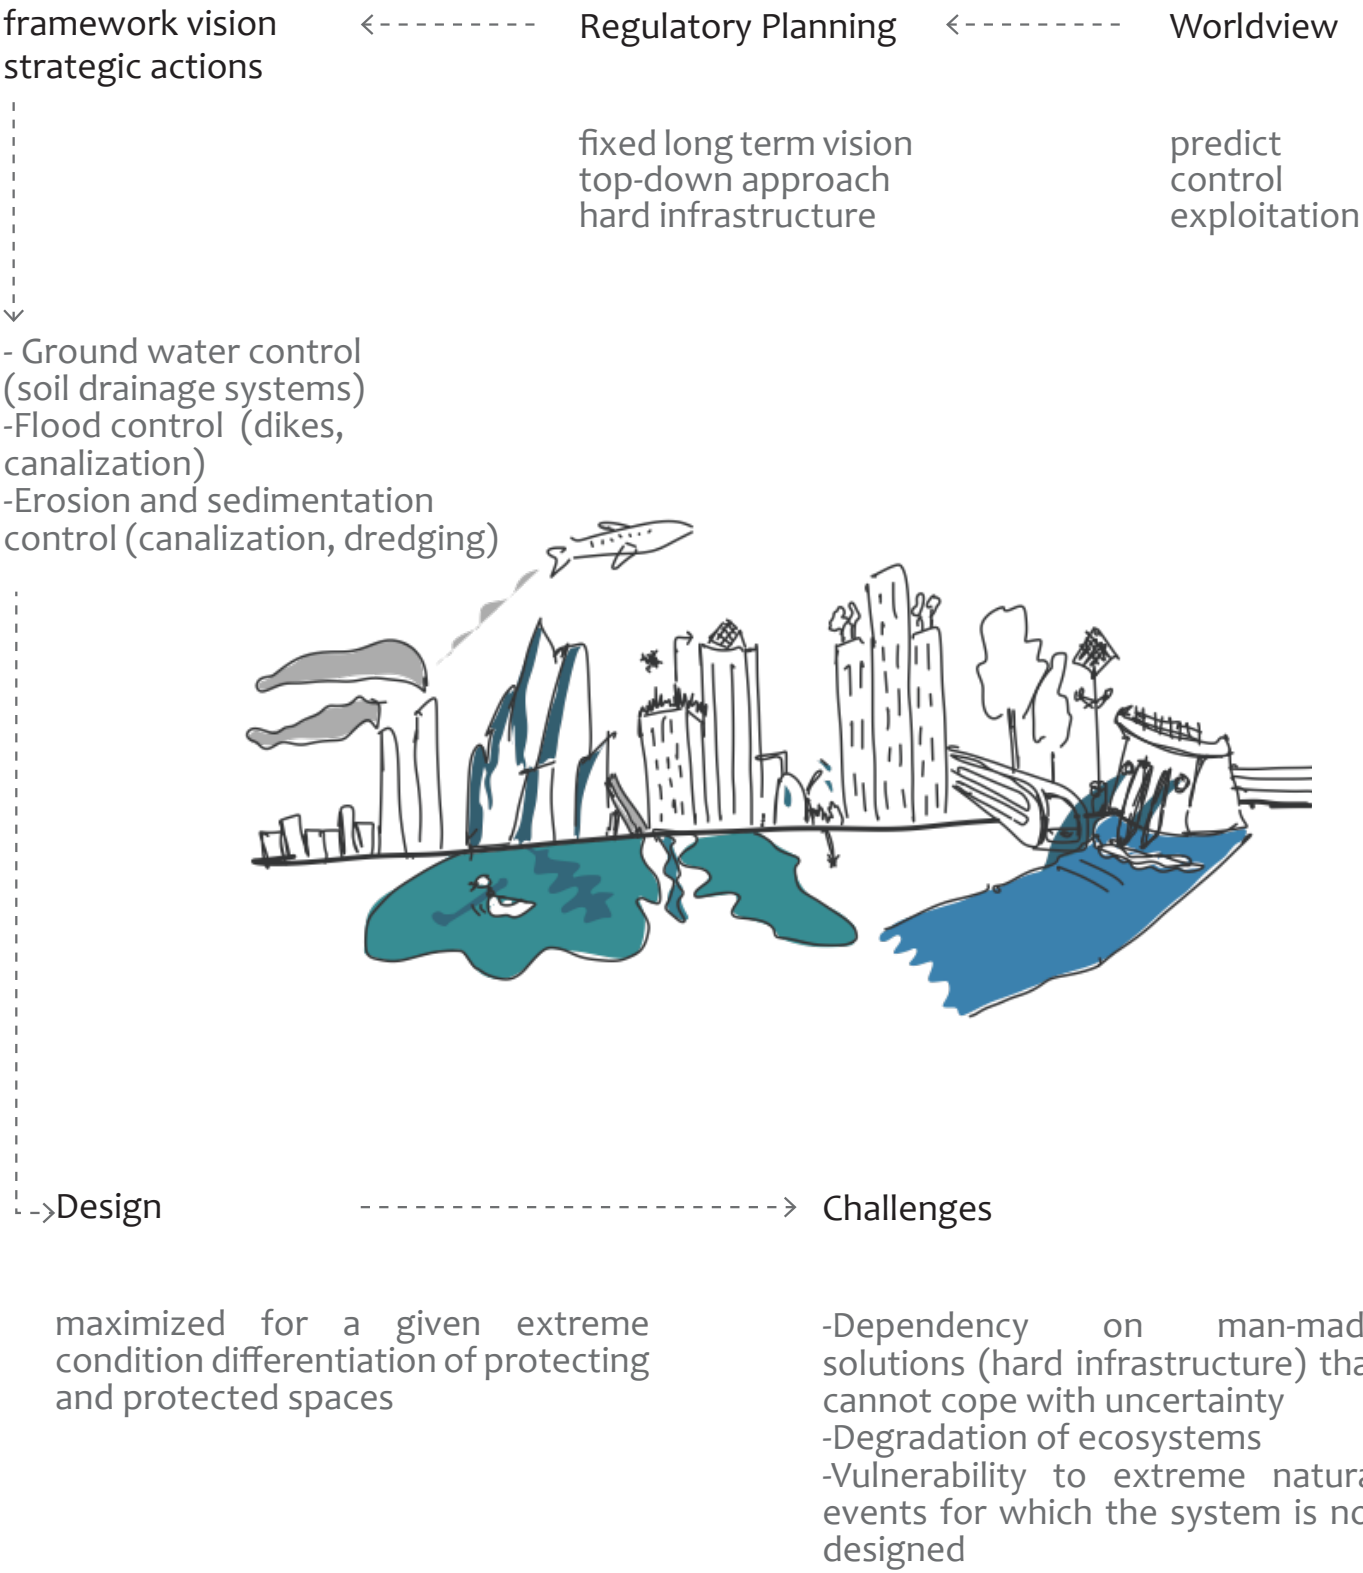 framework vision
strategic actions
Regulatory Planning
Worldview
fixed long term vision
top-down approach
hard infrastructure
predict
control
exploitation
- Ground water control
(soil drainage systems)
-Flood control (dikes,
canalization)
-Erosion and sedimentation
control (canalization, dredging)
Design
Challenges
maximized for a given extreme
condition differentiation of protecting
and protected spaces
-Dependency on man-mad
solutions (hard infrastructure) tha
cannot cope with uncertainty
-Degradation of ecosystems
-Vulnerability to extreme natura
events for which the system is no
designed